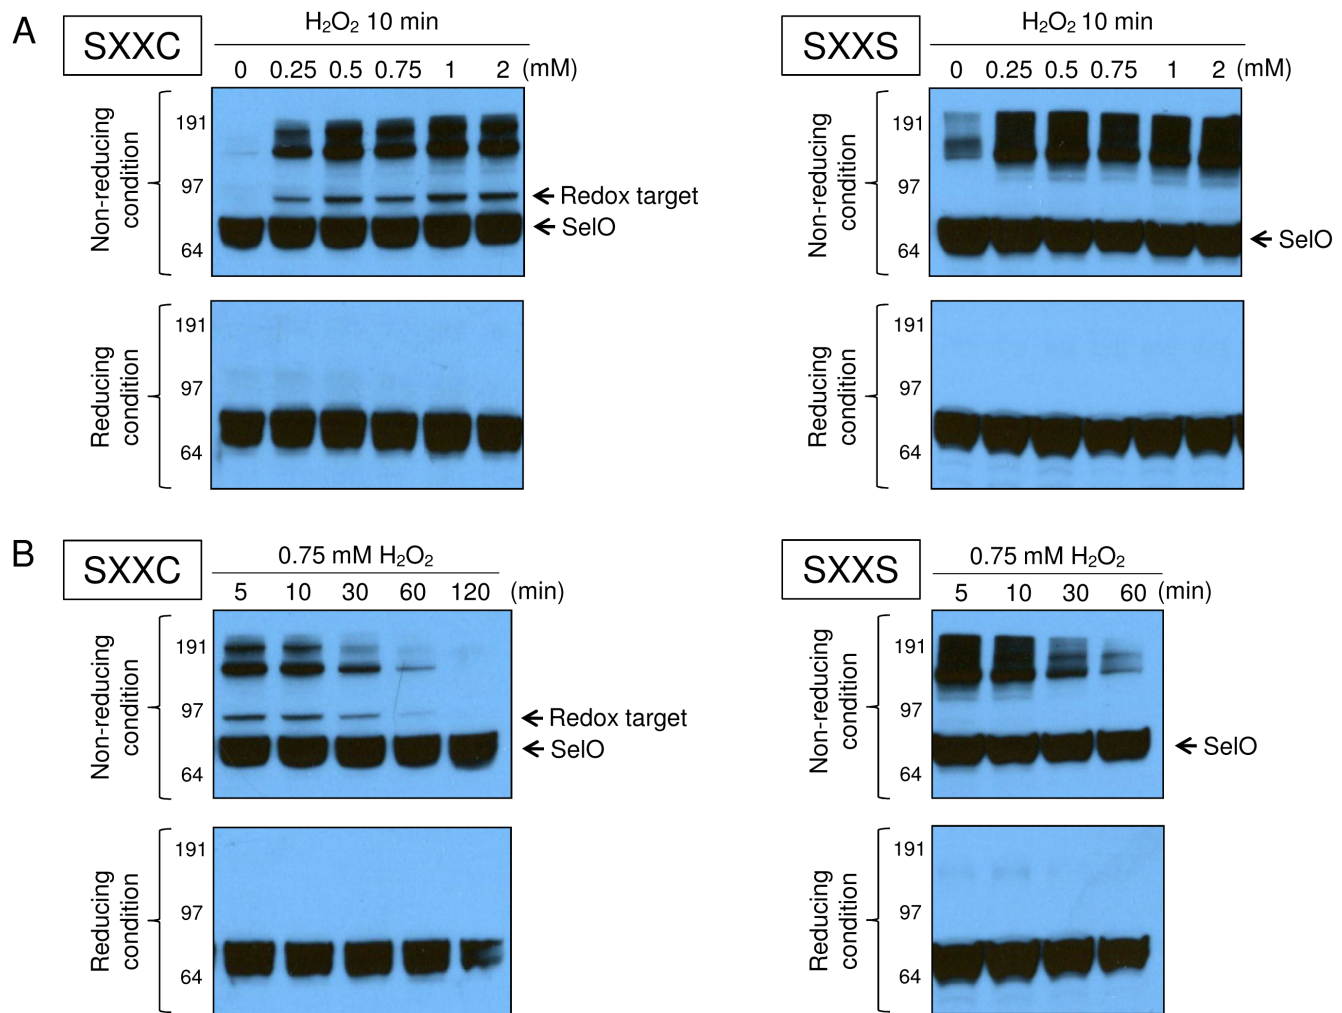 A
SXXC
H₂O₂ 10 min
0 0.25 0.5 0.75 1 2 (mM)
Non-reducing condition
191
97
64
Redox target
SelO
Reducing condition
191
97
64
SXXS
H₂O₂ 10 min
0 0.25 0.5 0.75 1 2 (mM)
Non-reducing condition
191
97
64
SelO
Reducing condition
191
97
64
B
SXXC
0.75 mM H₂O₂
5 10 30 60 120 (min)
Non-reducing condition
191
97
64
Redox target
SelO
Reducing condition
191
97
64
SXXS
0.75 mM H₂O₂
5 10 30 60 (min)
Non-reducing condition
191
97
64
SelO
Reducing condition
191
97
64